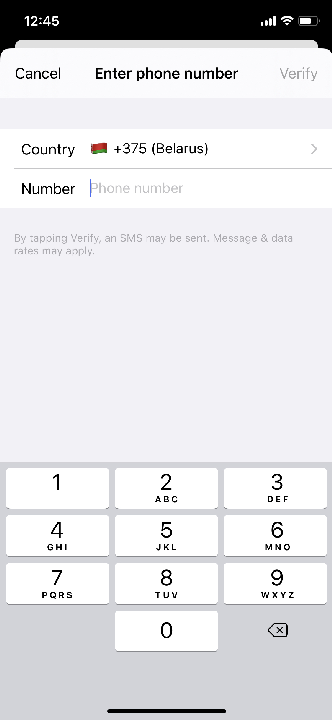 12:45
Cancel Enter phone number Verify
Country +375 (Belarus)
Number Phone number
By tapping Verify, an SMS may be sent. Message & data
rates may apply.
1 2 3
ABC DEF
4 5 6
GHI JKL MNO
7 8 9
PQRS TUV WXYZ
0